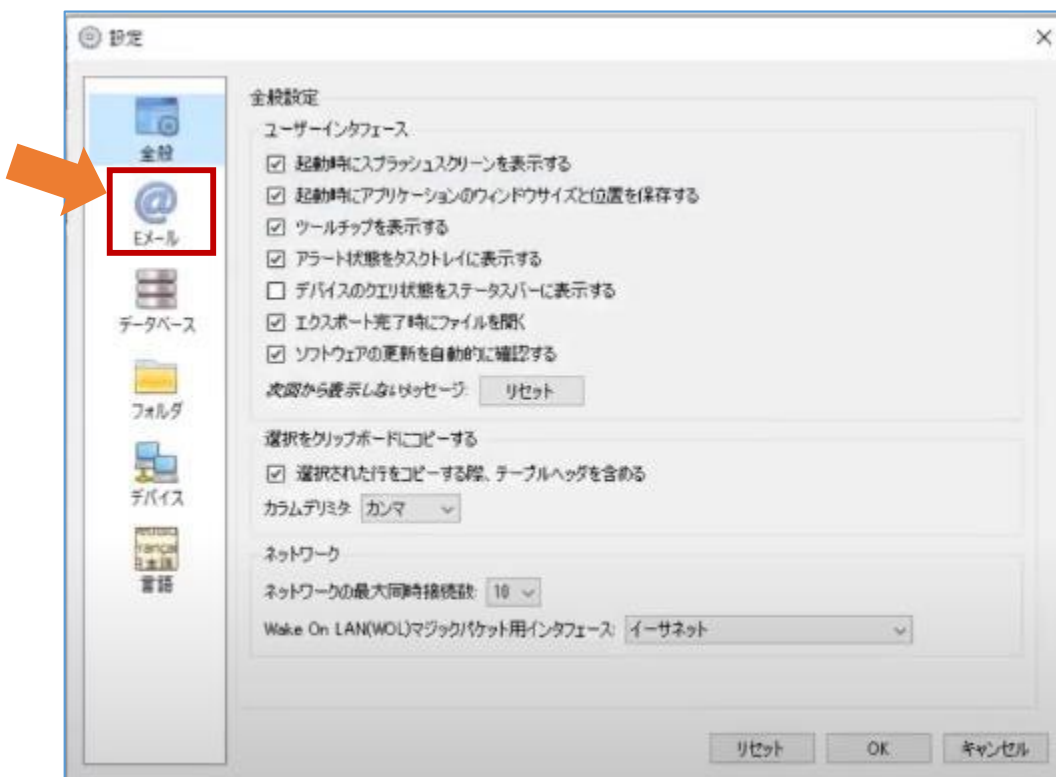 設定
全般
Eメール
データベース
フォルダ
デバイス
言語
全般設定
ユーザーインタフェース
起動時にスプラッシュスクリーンを表示する
起動時にアプリケーションのウィンドウサイズと位置を保存する
ツールチップを表示する
アラート状態をタスクトレイに表示する
デバイスのクエリ状態をステータスバーに表示する
エクスポート完了時にファイルを開く
ソフトウェアの更新を自動的に確認する
次回から表示しないメッセージ: リセット
選択をクリップボードにコピーする
選択された行をコピーする際、テーブルヘッダを含める
カラムデリミタ: カンマ
ネットワーク
ネットワークの最大同時接続数: 10
Wake On LAN(WOL)マジックパケット用インタフェース: イーサネット
リセット OK キャンセル